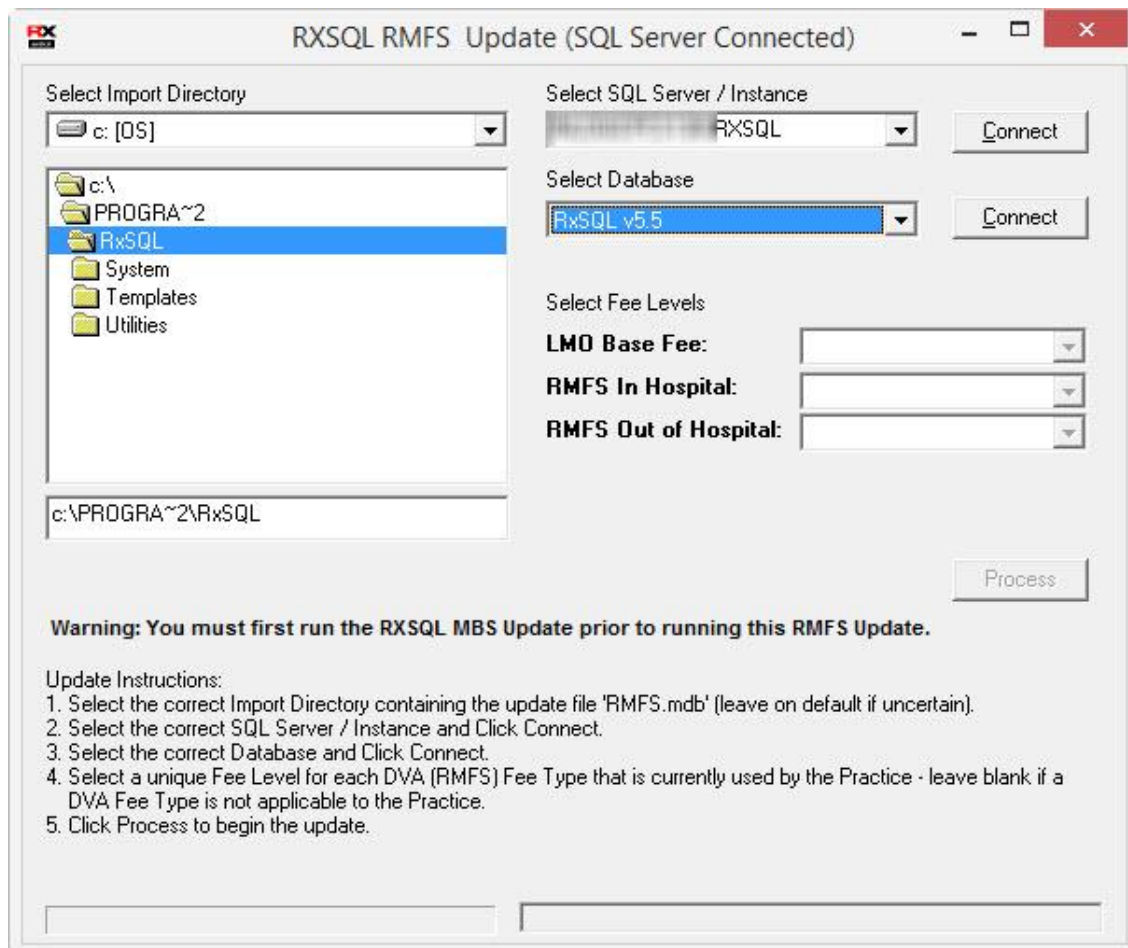 RX
RXSQL RMFS Update (SQL Server Connected)
Select Import Directory
c: [OS]
c:\
PROGRA~2
RxSQL
System
Templates
Utilities
c:\PROGRA~2\RxSQL
Select SQL Server / Instance
RXSQL
Connect
Select Database
RxSQL v5.5
Connect
Select Fee Levels
LMO Base Fee:
RMFS In Hospital:
RMFS Out of Hospital:
Process
Warning: You must first run the RXSQL MBS Update prior to running this RMFS Update.
Update Instructions:
1. Select the correct Import Directory containing the update file 'RMFS.mdb' (leave on default if uncertain).
2. Select the correct SQL Server / Instance and Click Connect.
3. Select the correct Database and Click Connect.
4. Select a unique Fee Level for each DVA (RMFS) Fee Type that is currently used by the Practice - leave blank if a
DVA Fee Type is not applicable to the Practice.
5. Click Process to begin the update.